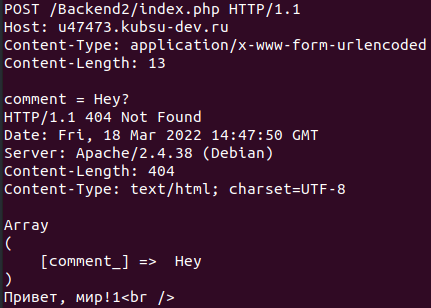 POST /Backend2/index.php HTTP/1.1
Host: u47473.kubsu-dev.ru
Content-Type: application/x-www-form-urlencoded
Content-Length: 13

comment = Hey?
HTTP/1.1 404 Not Found
Date: Fri, 18 Mar 2022 14:47:50 GMT
Server: Apache/2.4.38 (Debian)
Content-Length: 404
Content-Type: text/html; charset=UTF-8

Array
(
    [comment_] =>  Hey
)
Привет, мир!1<br />